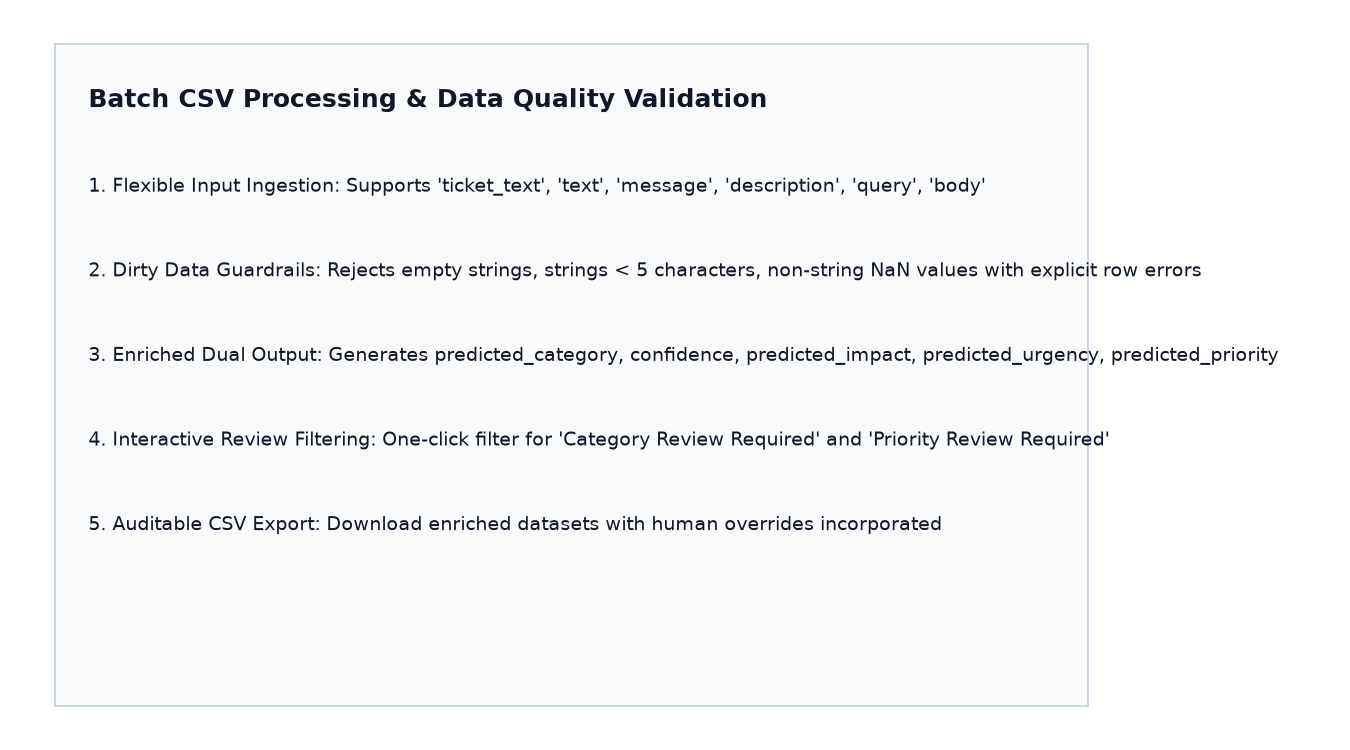 Batch CSV Processing & Data Quality Validation
1. Flexible Input Ingestion: Supports 'ticket_text', 'text', 'message', 'description', 'query', 'body'
2. Dirty Data Guardrails: Rejects empty strings, strings < 5 characters, non-string NaN values with explicit row errors
3. Enriched Dual Output: Generates predicted_category, confidence, predicted_impact, predicted_urgency, predicted_priority
4. Interactive Review Filtering: One-click filter for 'Category Review Required' and 'Priority Review Required'
5. Auditable CSV Export: Download enriched datasets with human overrides incorporated